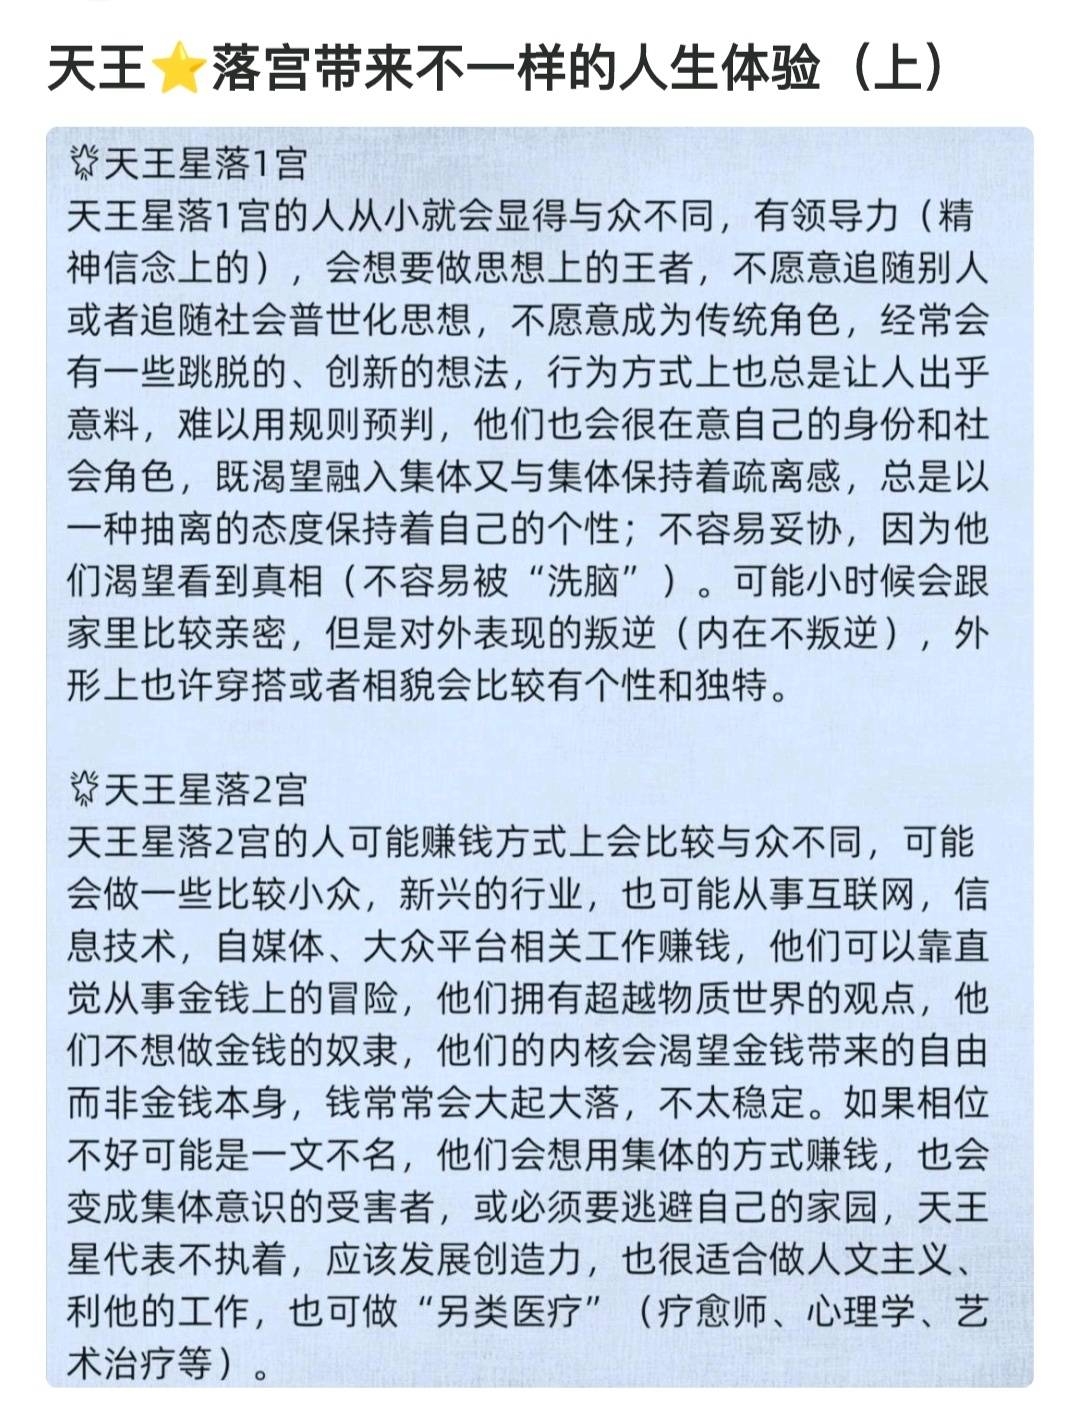 天王⭐落宫带来不一样的人生体验（上）
天王星落1宫
天王星落1宫的人从小就会显得与众不同，有领导力（精
神信念上的），会想要做思想上的王者，不愿意追随别人
或者追随社会普世化思想，不愿意成为传统角色，经常会
有一些跳脱的、创新的想法，行为方式上也总是让人出乎
意料，难以用规则预判，他们也会很在意自己的身份和社
会角色，既渴望融入集体又与集体保持着疏离感，总是以
一种抽离的态度保持着自己的个性；不容易妥协，因为他
们渴望看到真相（不容易被“洗脑”）。可能小时候会跟
家里比较亲密，但是对外表现的叛逆（内在不叛逆），外
形上也许穿搭或者相貌会比较有个性和独特。
天王星落2宫
天王星落2宫的人可能赚钱方式上会比较与众不同，可能
会做一些比较小众，新兴的行业，也可能从事互联网，信
息技术，自媒体、大众平台相关工作赚钱，他们可以靠直
觉从事金钱上的冒险，他们拥有超越物质世界的观点，他
们不想做金钱的奴隶，他们的内核会渴望金钱带来的自由
而非金钱本身，钱常常会大起大落，不太稳定。如果相位
不好可能是一文不名，他们会想用集体的方式赚钱，也会
变成集体意识的受害者，或必须要逃避自己的家园，天王
星代表不执着，应该发展创造力，也很适合做人文主义、
利他的工作，也可做“另类医疗”（疗愈师、心理学、艺
术治疗等）。